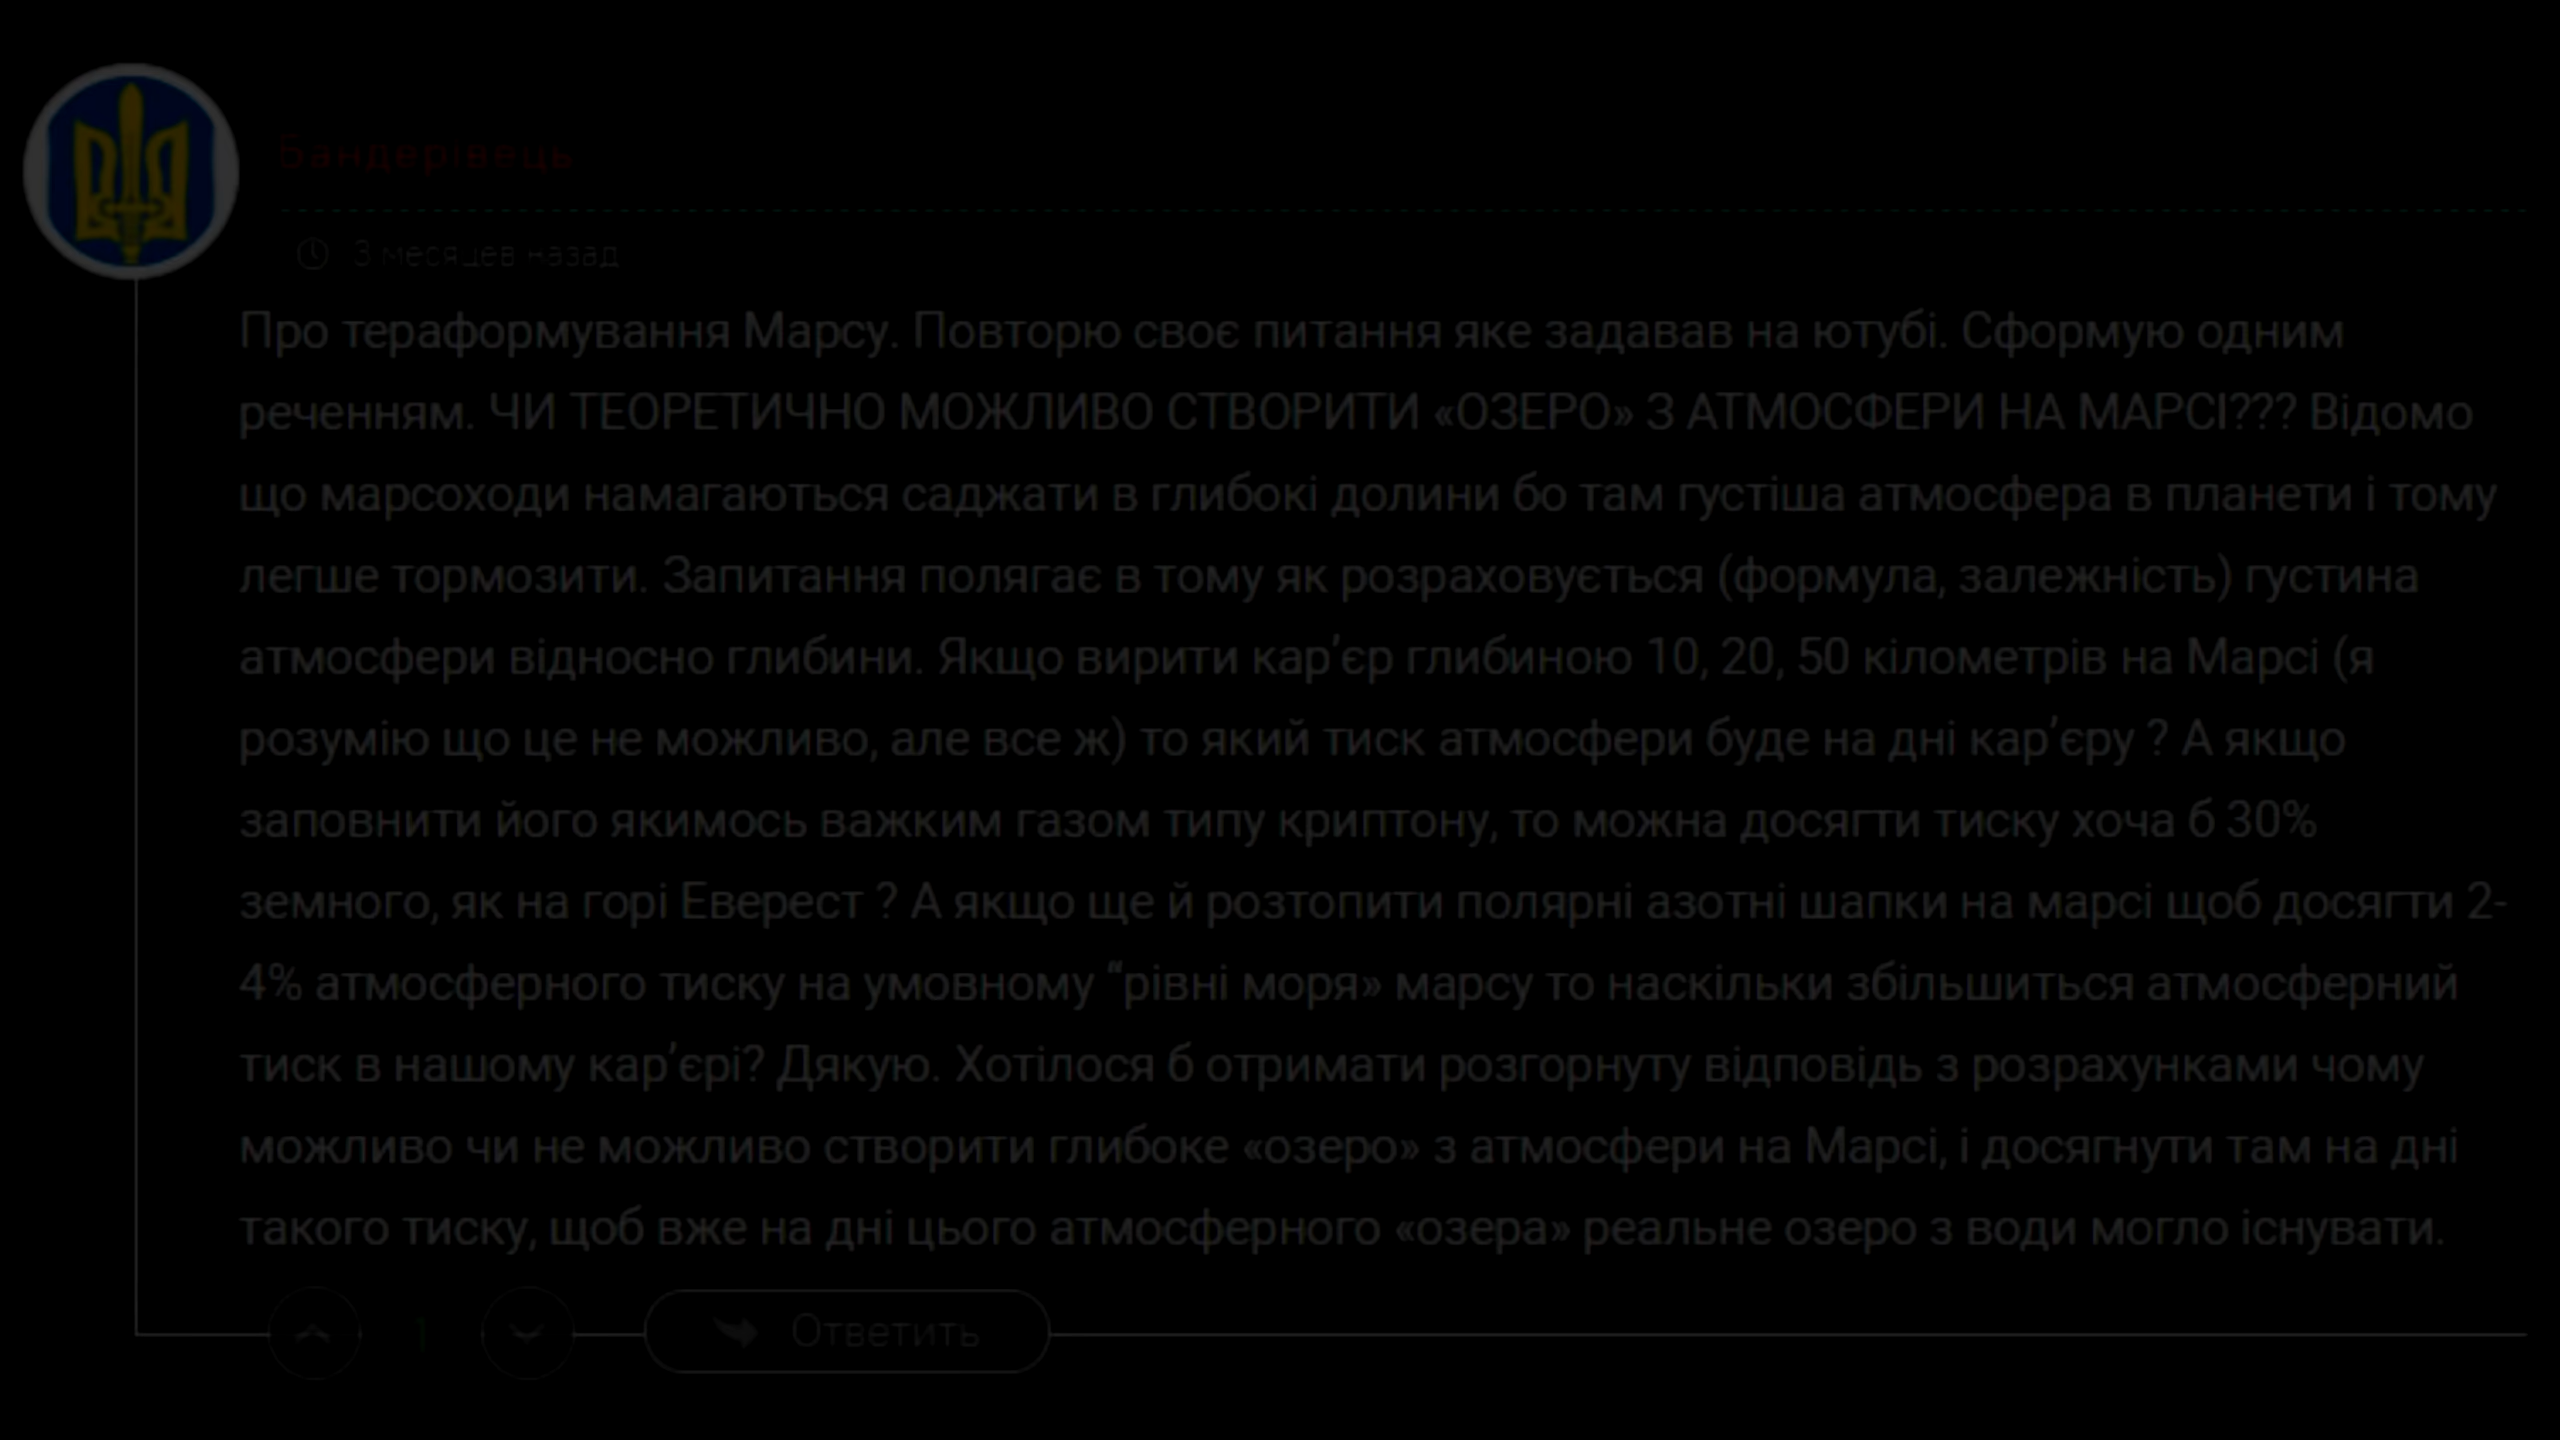 Бандерівець
3 месяцев назад
Про тераформування Марсу. Повторю своє питання яке задавав на ютубі. Сформую одним
реченням. ЧИ ТЕОРЕТИЧНО МОЖЛИВО СТВОРИТИ «ОЗЕРО» З АТМОСФЕРИ НА МАРСІ??? Відомо
що марсоходи намагаються саджати в глибокі долини бо там густіша атмосфера в планети і тому
легше тормозити. Запитання полягає в тому як розраховується (формула, залежність) густина
атмосфери відносно глибини. Якщо вирити кар’єр глибиною 10, 20, 50 кілометрів на Марсі (я
розумію що це не можливо, але все ж) то який тиск атмосфери буде на дні кар’єру ? А якщо
заповнити його якимось важким газом типу криптону, то можна досягти тиску хоча б 30%
земного, як на горі Еверест ? А якщо ще й розтопити полярні азотні шапки на марсі щоб досягти 2-
4% атмосферного тиску на умовному “рівні моря» марсу то наскільки збільшиться атмосферний
тиск в нашому кар’єрі? Дякую. Хотілося б отримати розгорнуту відповідь з розрахунками чому
можливо чи не можливо створити глибоке «озеро» з атмосфери на Марсі, і досягнути там на дні
такого тиску, щоб вже на дні цього атмосферного «озера» реальне озеро з води могло існувати.
1 Ответить